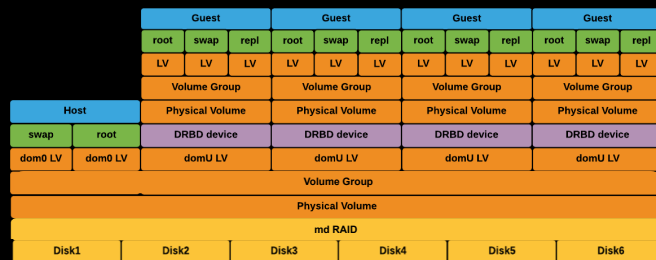 Guest Guest Guest Guest
root swap repl root swap repl root swap repl root swap repl
LV LV LV LV LV LV LV LV LV LV LV LV
Volume Group Volume Group Volume Group Volume Group
Host Physical Volume Physical Volume Physical Volume Physical Volume
swap root DRBD device DRBD device DRBD device DRBD device
dom0 LV dom0 LV domU LV domU LV domU LV domU LV
Volume Group
Physical Volume
md RAID
Disk1 Disk2 Disk3 Disk4 Disk5 Disk6